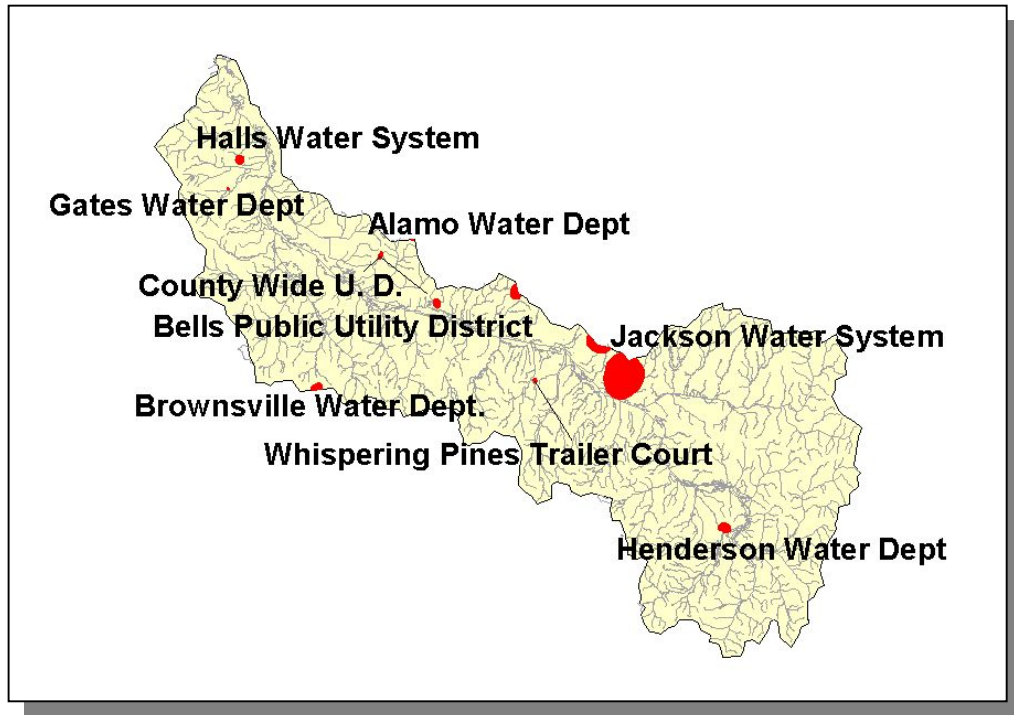 Halls Water System
Gates Water Dept
Alamo Water Dept
County Wide U. D.
Bells Public Utility District
Jackson Water System
Brownsville Water Dept.
Whispering Pines Trailer Court
Henderson Water Dept